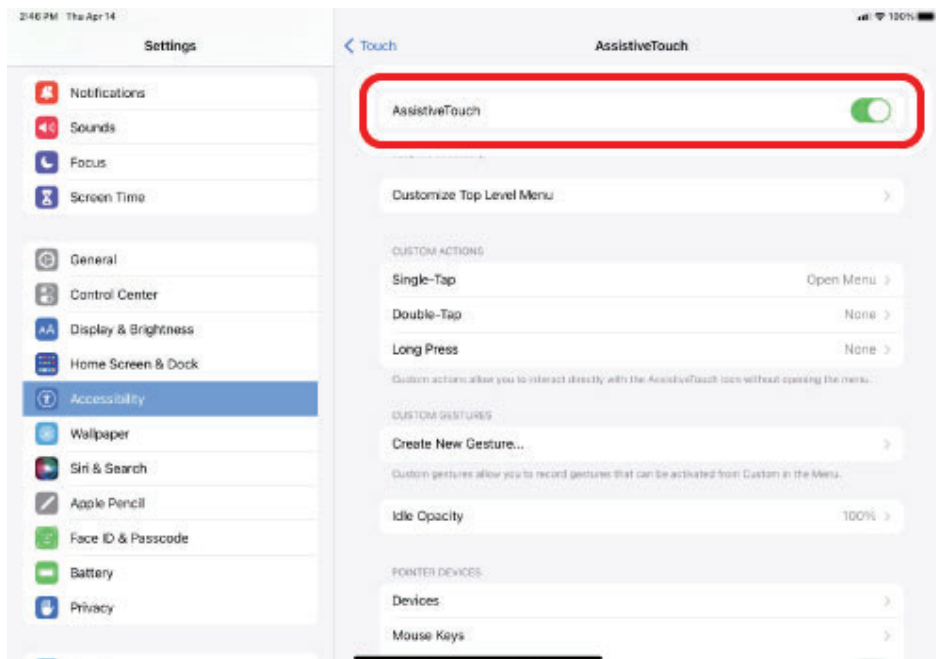 2:46 PM Thu Apr 14
100%
Settings
Notifications
Sounds
Focus
Screen Time
General
Control Center
Display & Brightness
Home Screen & Dock
Accessibility
Wallpaper
Siri & Search
Apple Pencil
Face ID & Passcode
Battery
Privacy
Touch
AssistiveTouch
AssistiveTouch
Customize Top Level Menu
CUSTOM ACTIONS
Single-Tap Open Menu
Double-Tap None
Long Press None
Custom actions allow you to interact directly with the AssistiveTouch icon without opening the menu.
CUSTOM GESTURES
Create New Gesture...
Custom gestures allow you to record gestures that can be activated from Custom in the Menu.
Idle Opacity 100%
POINTER DEVICES
Devices
Mouse Keys